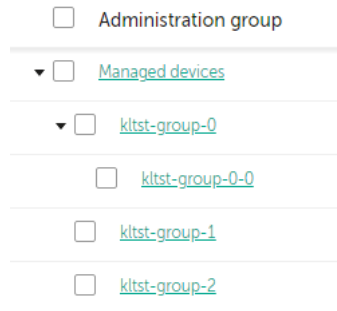 Administration group
Managed devices
kltst-group-0
kltst-group-0-0
kltst-group-1
kltst-group-2